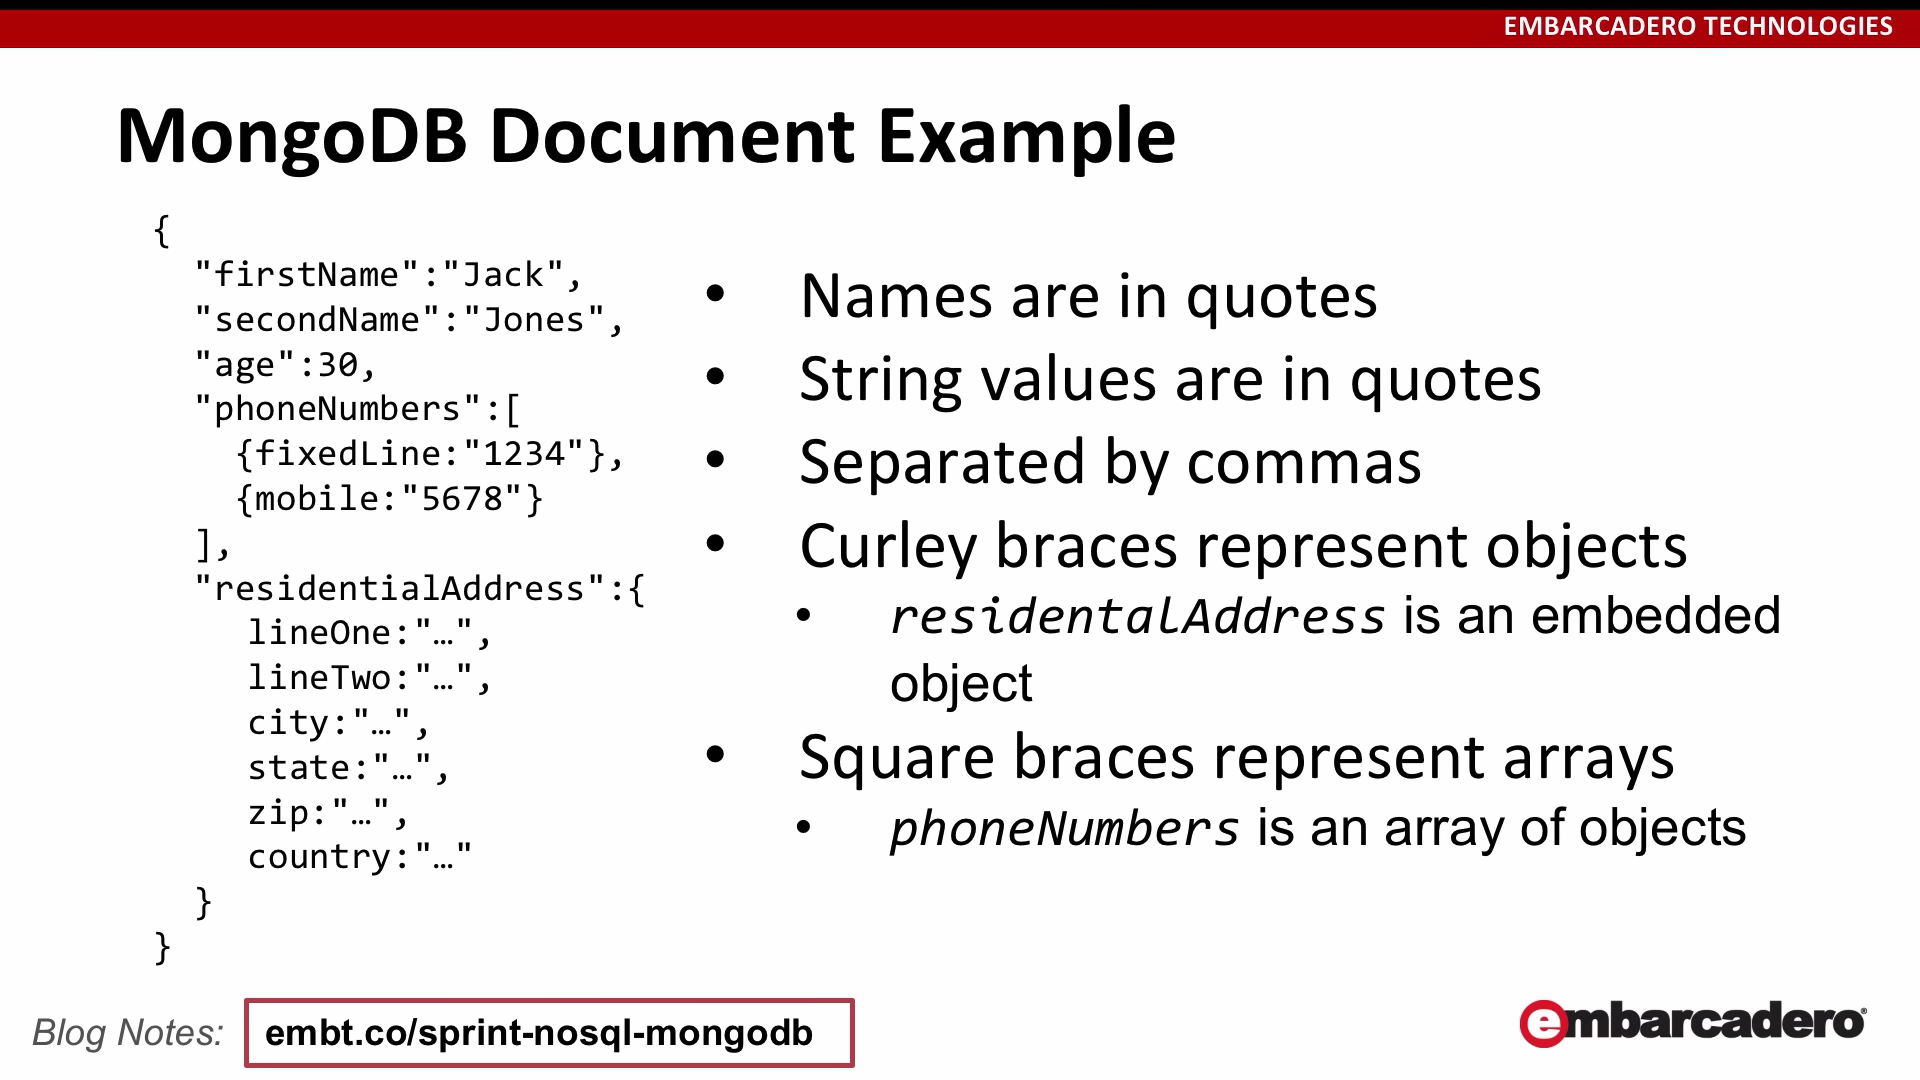 EMBARCADERO TECHNOLOGIES
MongoDB Document Example
{
"firstName":"Jack",
"secondName":"Jones",
"age":30,
"phoneNumbers":[
{fixedLine:"1234"},
{mobile:"5678"}
],
"residentialAddress":{
lineOne:"…",
lineTwo:"…",
city:"…",
state:"…",
zip:"…",
country:"…"
}
}
• Names are in quotes
• String values are in quotes
• Separated by commas
• Curley braces represent objects
• residentalAddress is an embedded
object
• Square braces represent arrays
• phoneNumbers is an array of objects
Blog Notes: embt.co/sprint-nosql-mongodb
embarcadero®